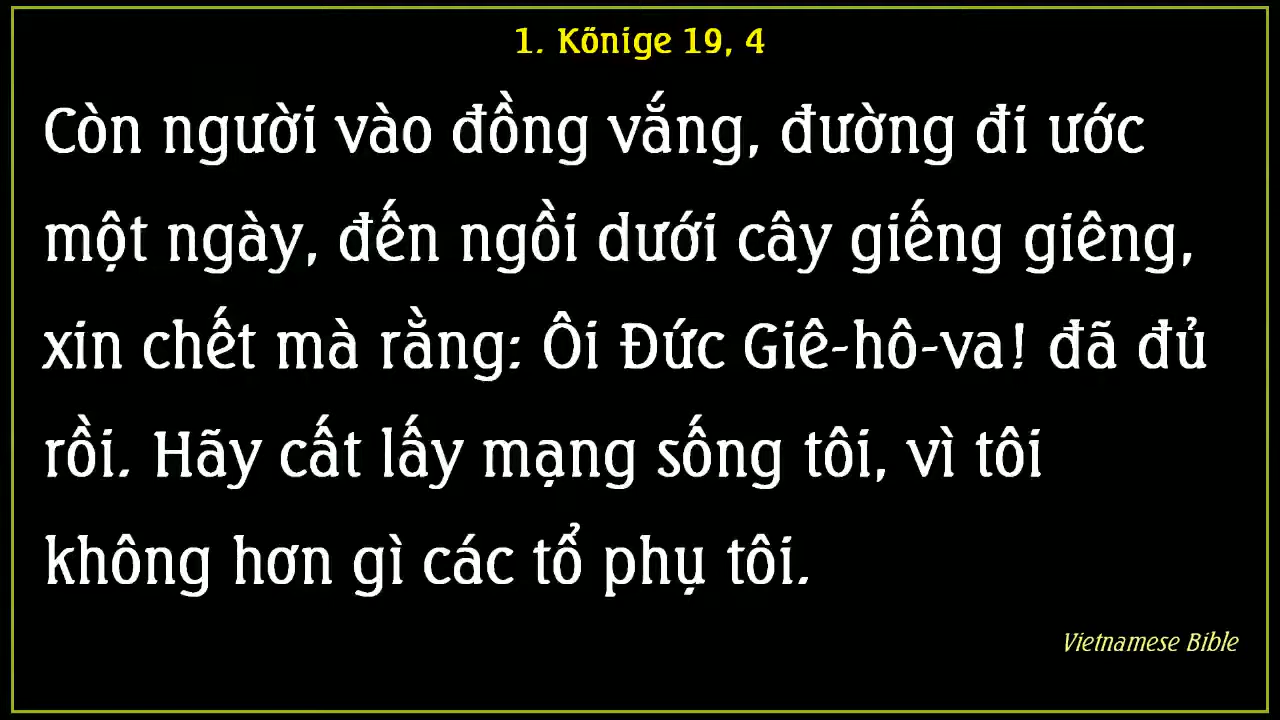 1. Könige 19, 4
Còn người vào đồng vắng, đường đi ước
một ngày, đến ngồi dưới cây giếng giêng,
xin chết mà rằng: Ôi Đức Giê-hô-va! đã đủ
rồi. Hãy cất lấy mạng sống tôi, vì tôi
không hơn gì các tổ phụ tôi.
Vietnamese Bible